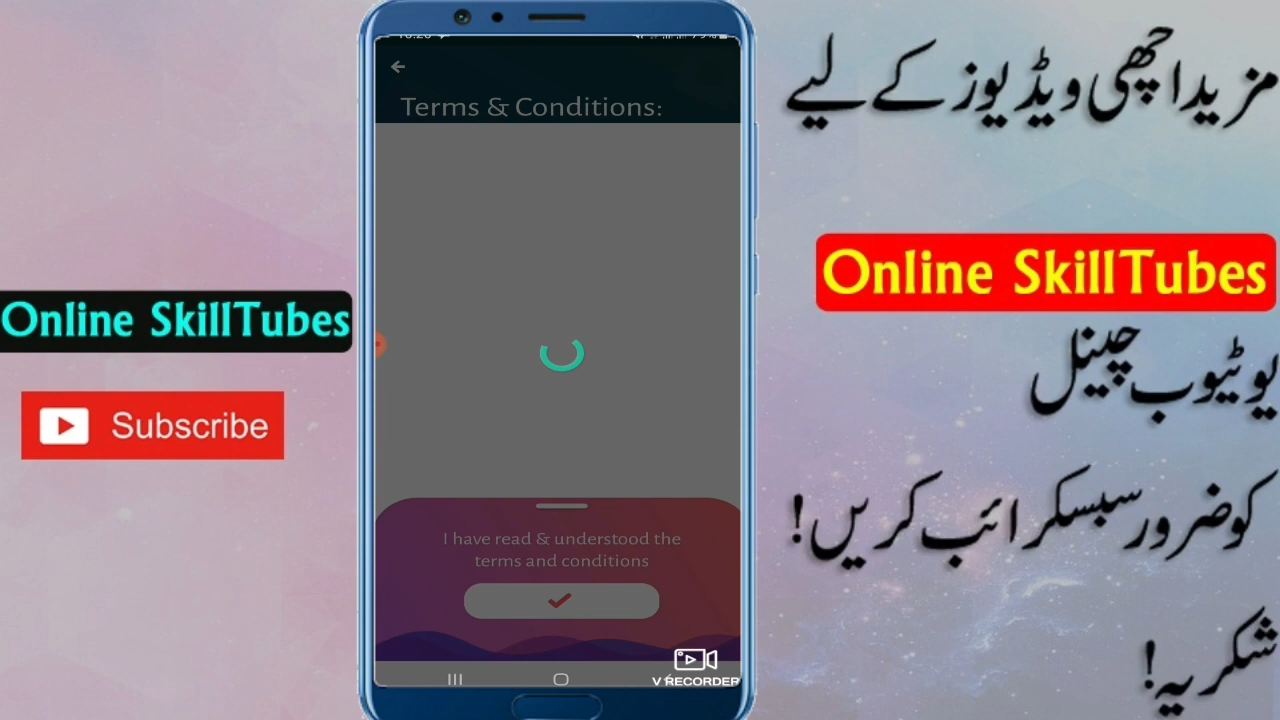 Online SkillTubes
Subscribe
Terms & Conditions:
I have read & understood the
terms and conditions
V RECORDER
مزید اچھی ویڈیوز کے لیے
Online SkillTubes
یوٹیوب چینل
کو ضرور سبسکرائب کریں!
شکریہ!